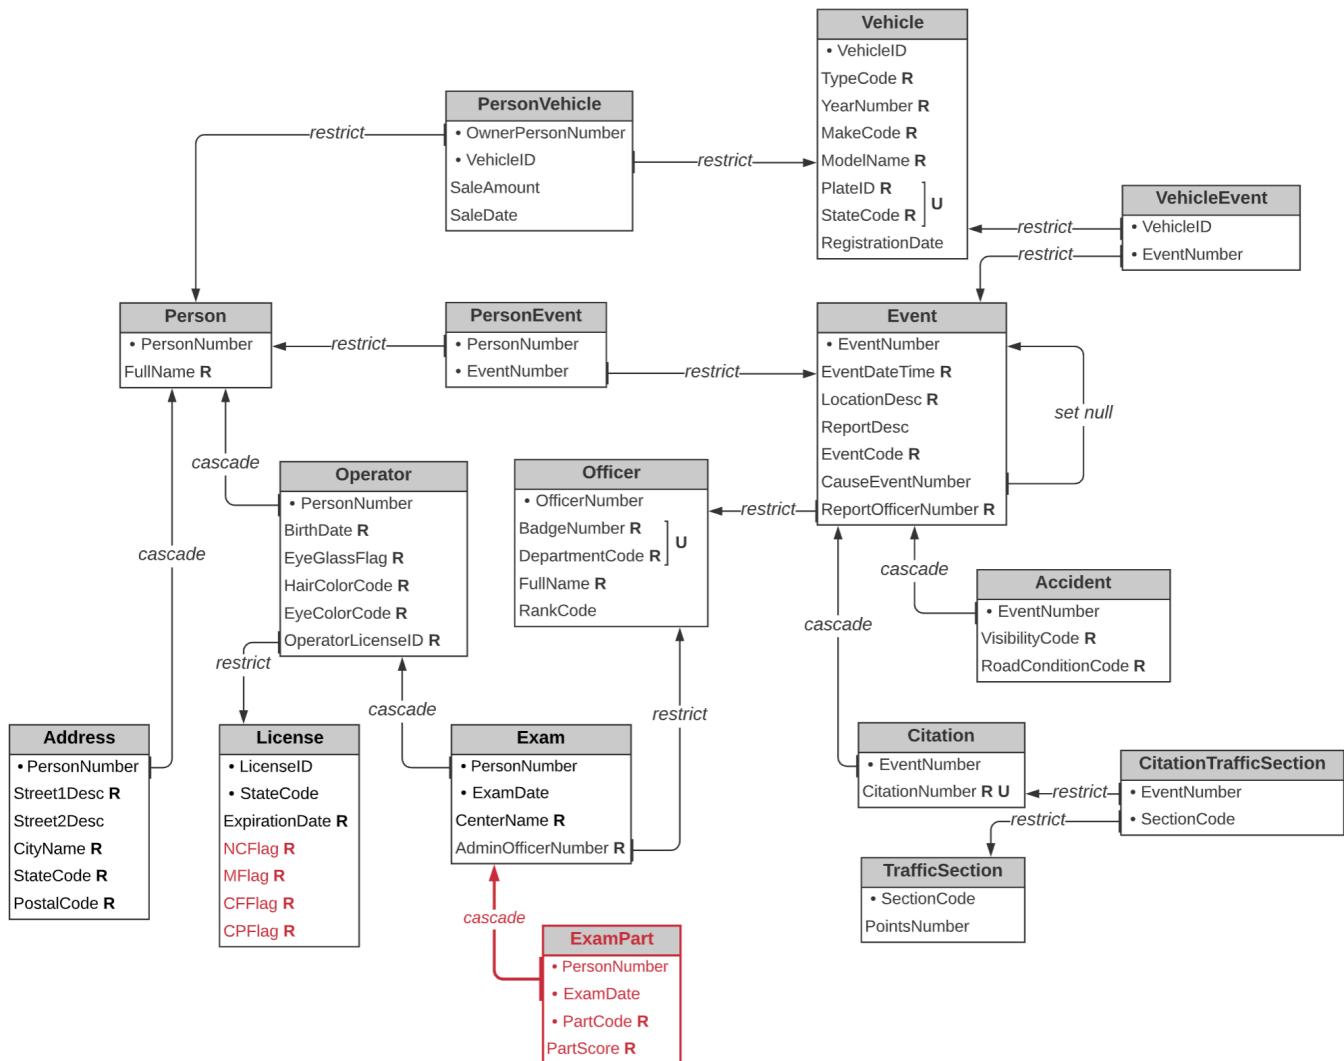 Vehicle
• VehicleID
TypeCode R
YearNumber R
MakeCode R
ModelName R
PlateID R
StateCode R
U
RegistrationDate
PersonVehicle
• OwnerPersonNumber
• VehicleID
SaleAmount
SaleDate
restrict
restrict
VehicleEvent
• VehicleID
• EventNumber
restrict
restrict
Person
• PersonNumber
FullName R
PersonEvent
• PersonNumber
• EventNumber
restrict
restrict
Event
• EventNumber
EventDateTime R
LocationDesc R
ReportDesc
EventCode R
CauseEventNumber
ReportOfficerNumber R
set null
cascade
cascade
Operator
• PersonNumber
BirthDate R
EyeGlassFlag R
HairColorCode R
EyeColorCode R
OperatorLicenseID R
Officer
• OfficerNumber
BadgeNumber R
DepartmentCode R
U
FullName R
RankCode
restrict
cascade
cascade
Accident
• EventNumber
VisibilityCode R
RoadConditionCode R
restrict
cascade
restrict
Address
• PersonNumber
Street1Desc R
Street2Desc
CityName R
StateCode R
PostalCode R
License
• LicenseID
• StateCode
ExpirationDate R
NCFlag R
MFlag R
CFFlag R
CPFlag R
Exam
• PersonNumber
• ExamDate
CenterName R
AdminOfficerNumber R
Citation
• EventNumber
CitationNumber R U
restrict
restrict
CitationTrafficSection
• EventNumber
• SectionCode
TrafficSection
• SectionCode
PointsNumber
cascade
ExamPart
• PersonNumber
• ExamDate
• PartCode R
PartScore R